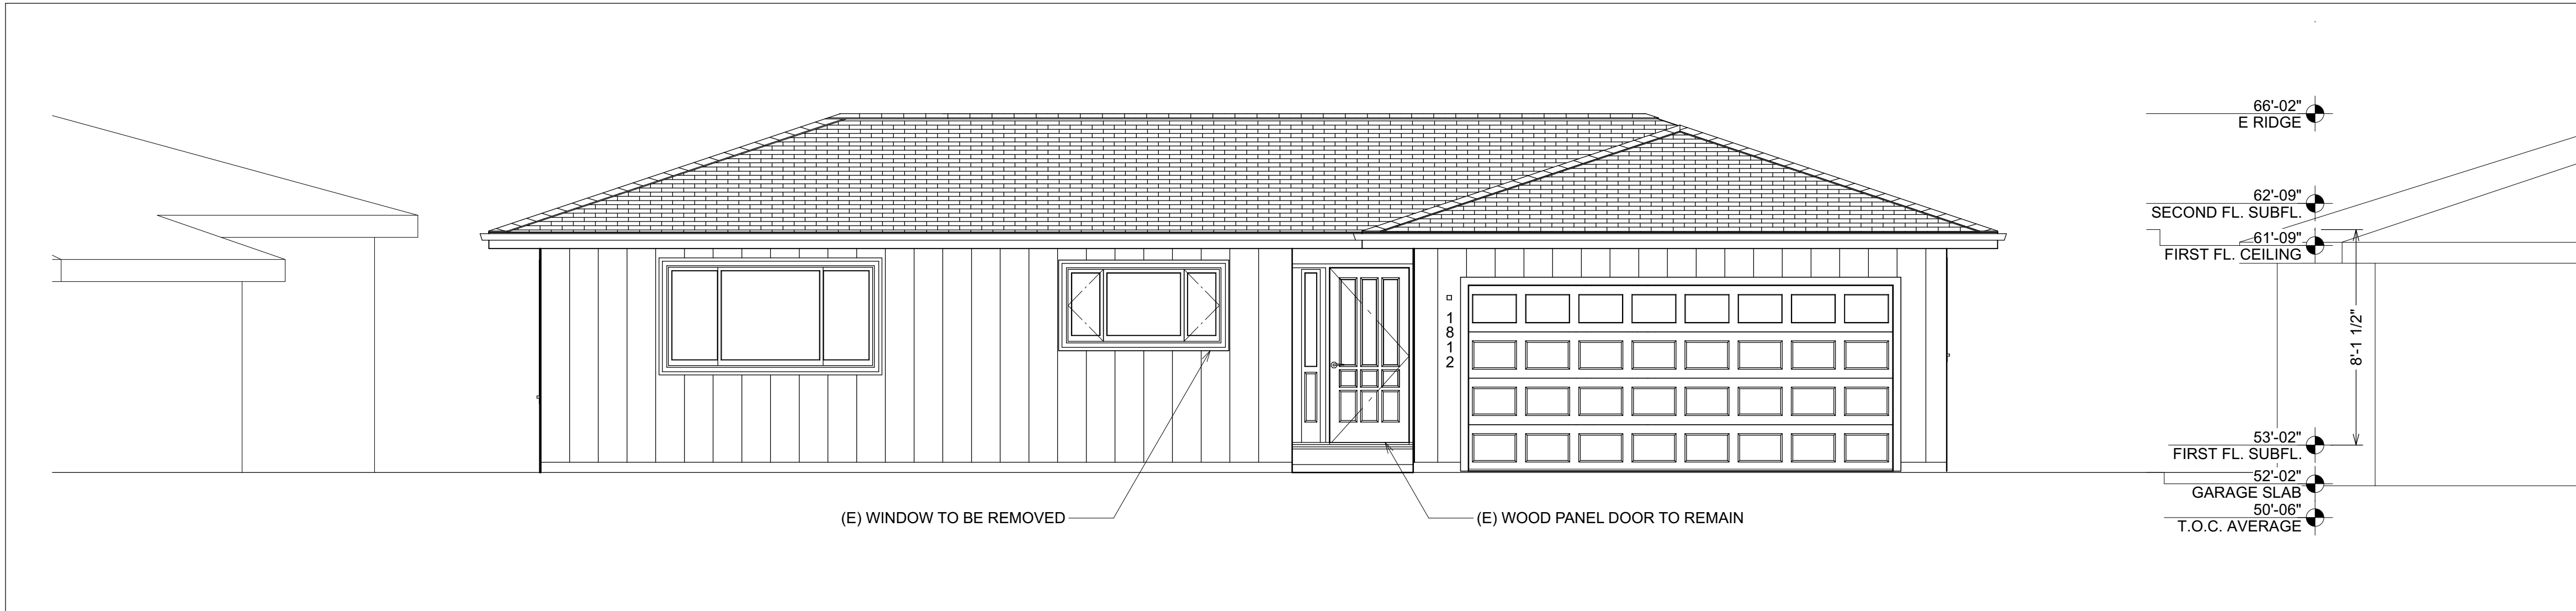 66'-02"
E RIDGE
62'-09"
SECOND FL. SUBFL.
61'-09"
FIRST FL. CEILING
8'-1 1/2"
1
8
1
2
53'-02"
FIRST FL. SUBFL.
52'-02"
GARAGE SLAB
50'-06"
T.O.C. AVERAGE
(E) WINDOW TO BE REMOVED
(E) WOOD PANEL DOOR TO REMAIN